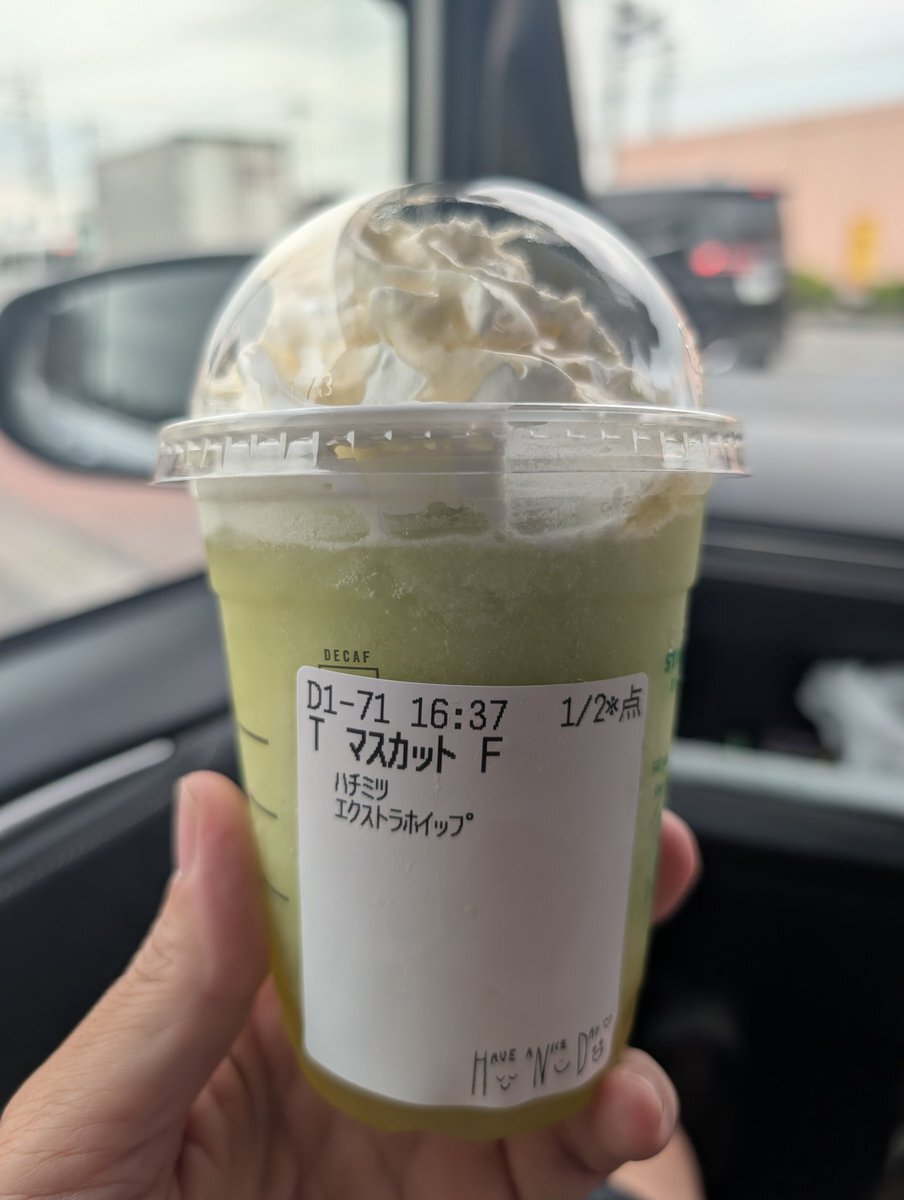 DECAF
D1-71 16:37 1/2*点
T マスカット F
ハチミツ
エクストラホイップ
HAVE A NICE DAY